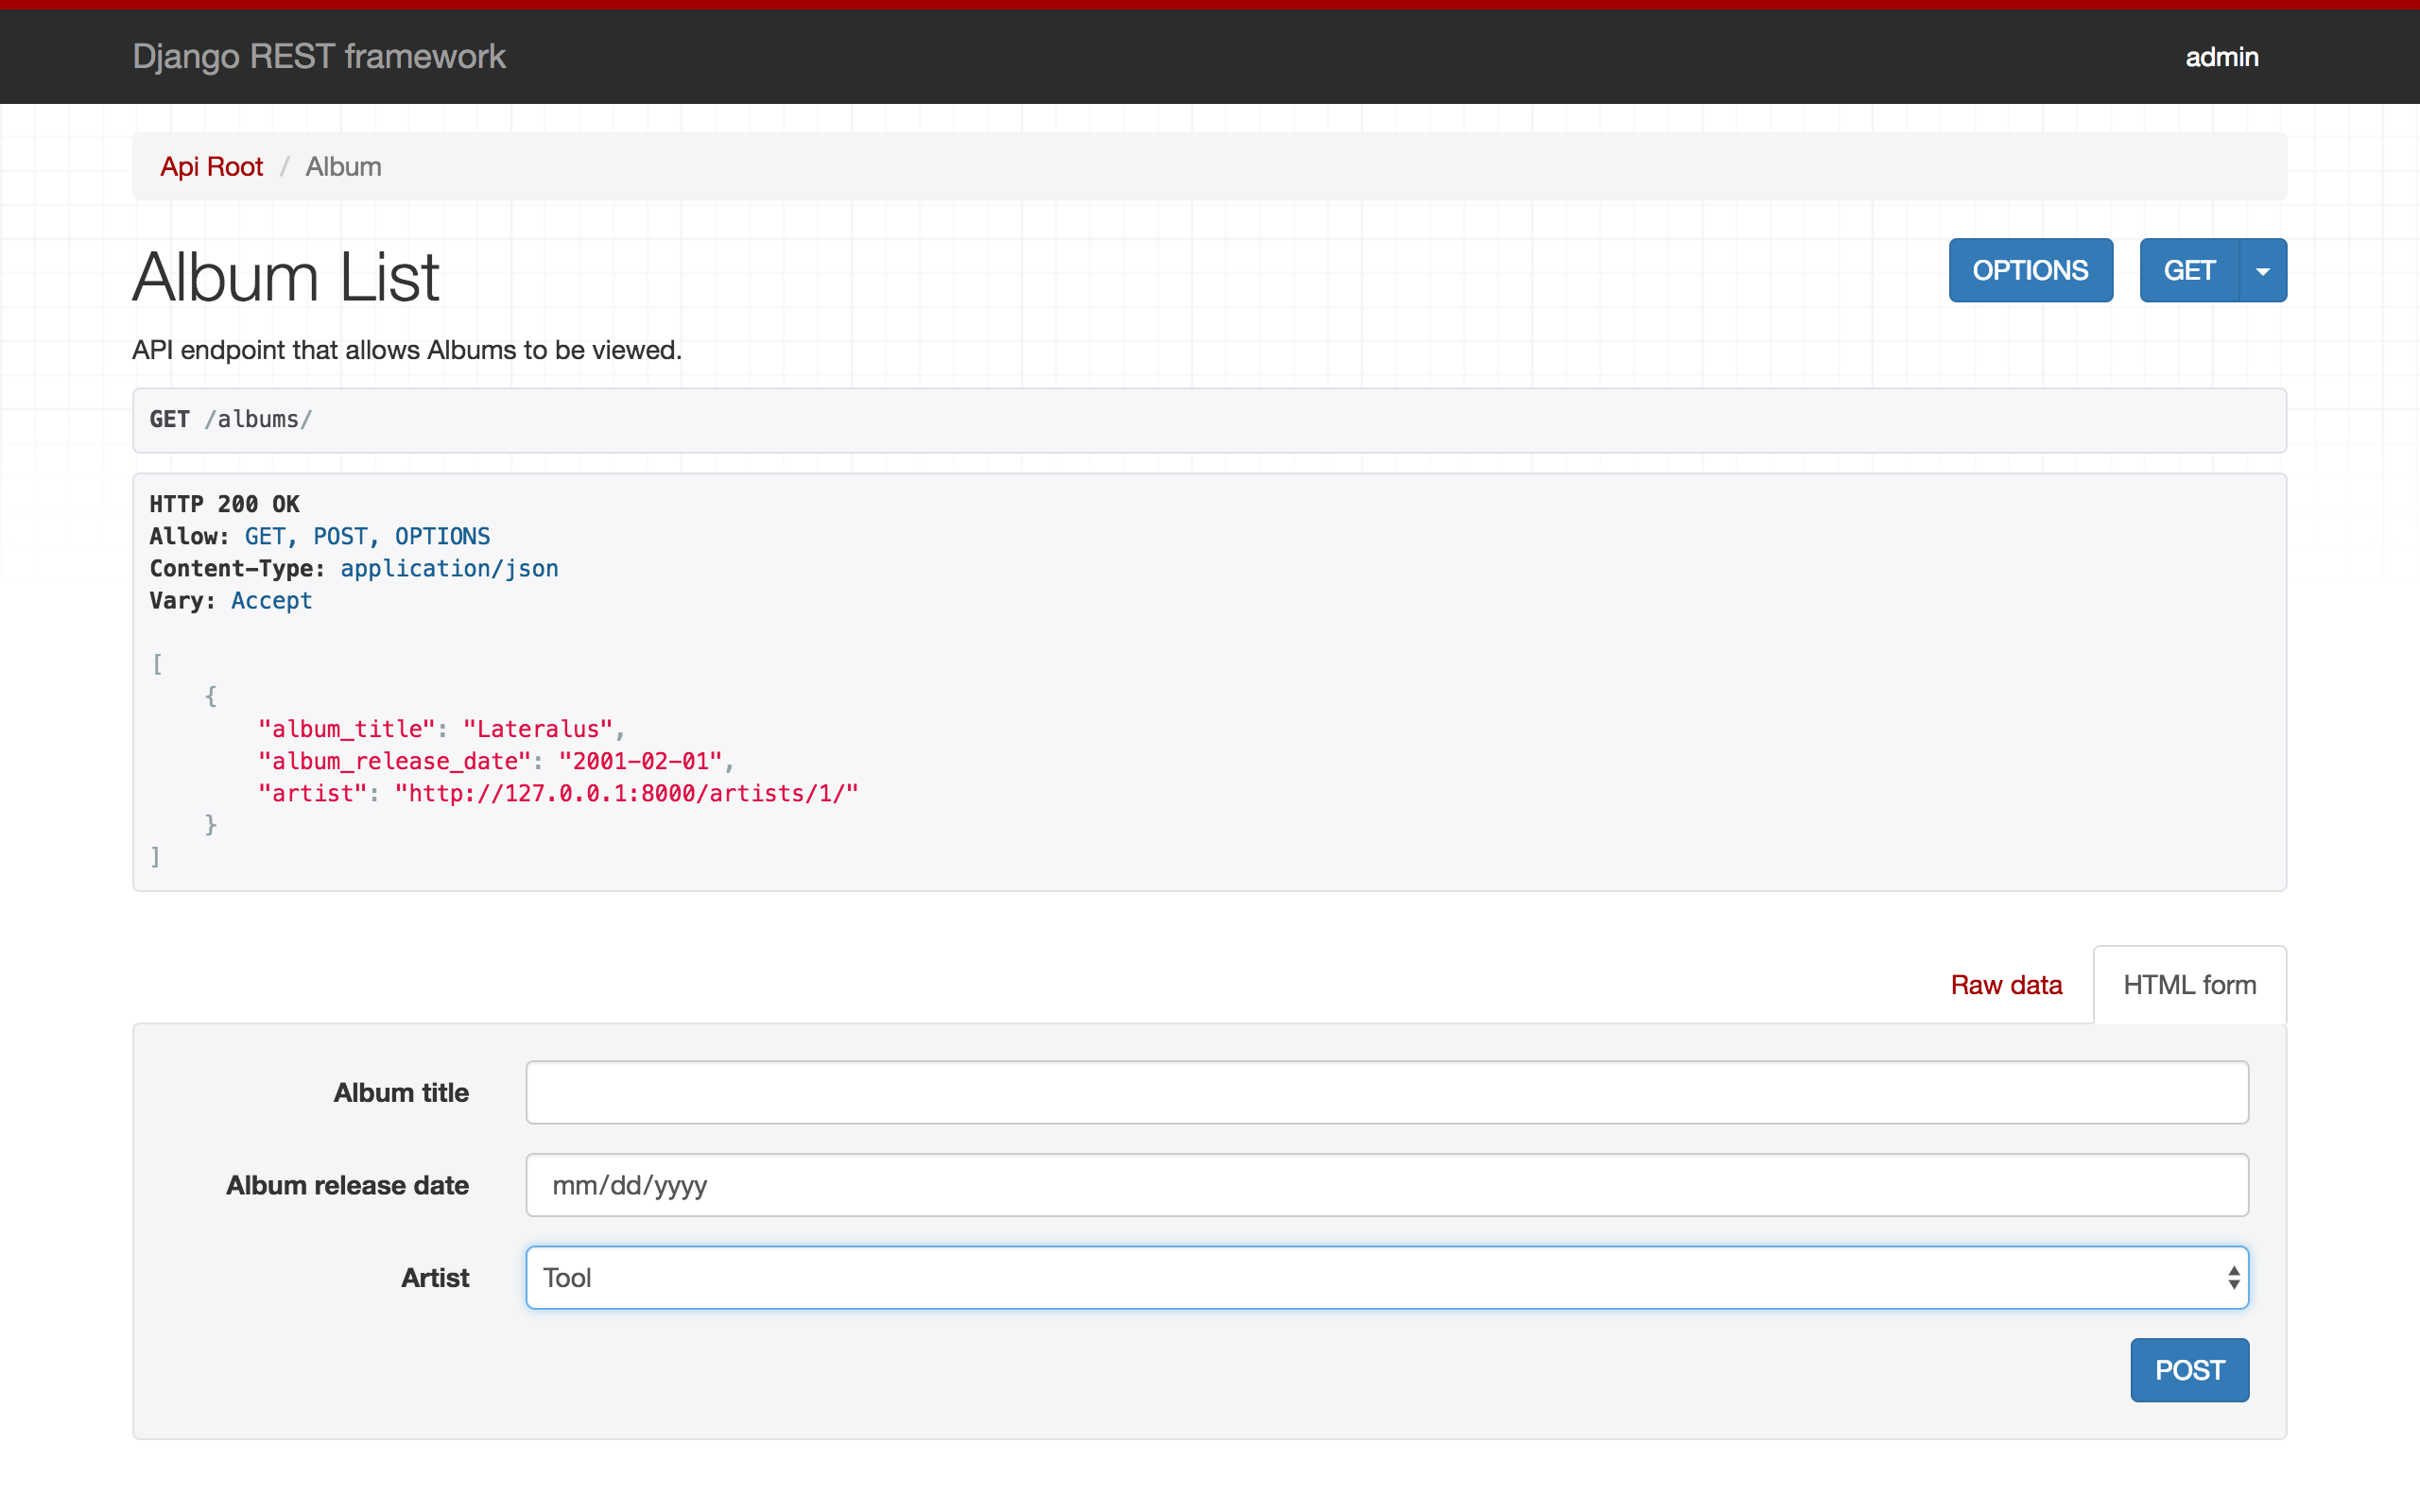 Django REST framework
admin
Api Root / Album
Album List
OPTIONS
GET
API endpoint that allows Albums to be viewed.
GET /albums/
HTTP 200 OK
Allow: GET, POST, OPTIONS
Content-Type: application/json
Vary: Accept
[
    {
        "album_title": "Lateralus",
        "album_release_date": "2001-02-01",
        "artist": "http://127.0.0.1:8000/artists/1/"
    }
]
Raw data
HTML form
Album title
Album release date
mm/dd/yyyy
Artist
Tool
POST